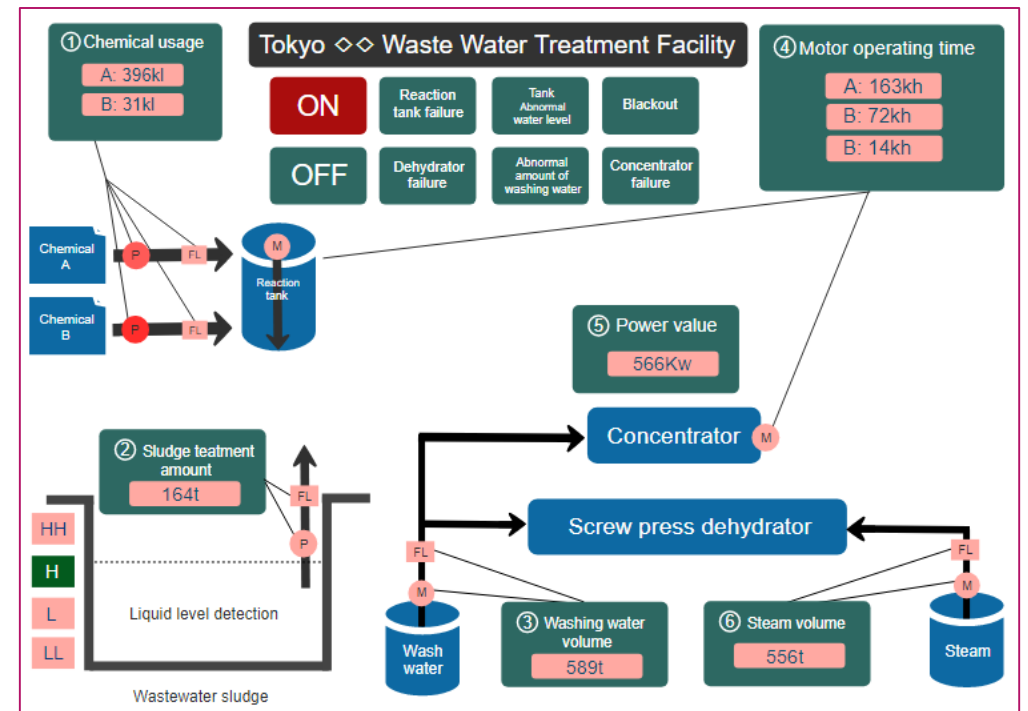 ①Chemical usage
A: 396kl
B: 31kl
Tokyo ◇◇ Waste Water Treatment Facility
ON
Reaction
tank failure
Tank
Abnormal
water level
Blackout
OFF
Dehydrator
failure
Abnormal
amount of
washing water
Concentrator
failure
④Motor operating time
A: 163kh
B: 72kh
B: 14kh
Chemical
A
P
FL
M
Reaction
tank
Chemical
B
P
FL
⑤ Power value
566Kw
Concentrator
M
② Sludge teatment
amount
164t
FL
P
HH
H
L
LL
Liquid level detection
Wastewater sludge
Screw press dehydrator
FL
M
Wash
water
③ Washing water
volume
589t
⑥ Steam volume
556t
FL
M
Steam